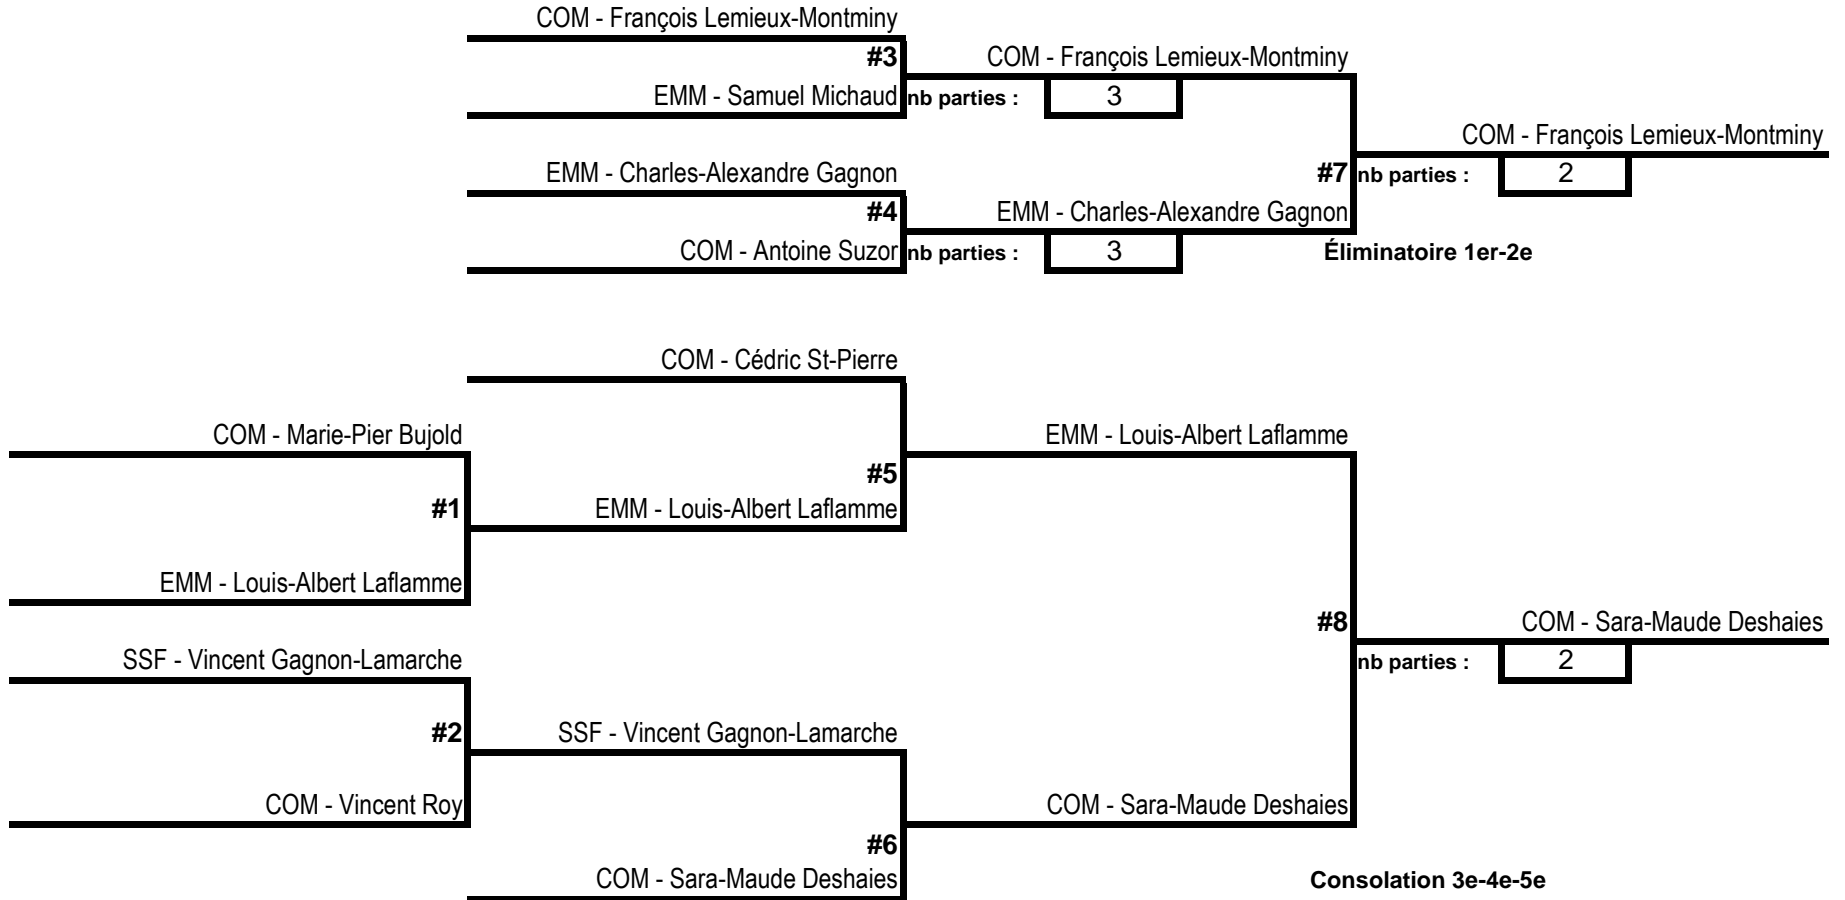 COM - François Lemieux-Montminy
#3
COM - François Lemieux-Montminy
EMM - Samuel Michaud
nb parties :
3
COM - François Lemieux-Montminy
EMM - Charles-Alexandre Gagnon
#7
nb parties :
2
#4
EMM - Charles-Alexandre Gagnon
COM - Antoine Suzor
nb parties :
3
Éliminatoire 1er-2e
COM - Cédric St-Pierre
COM - Marie-Pier Bujold
EMM - Louis-Albert Laflamme
#5
#1
EMM - Louis-Albert Laflamme
EMM - Louis-Albert Laflamme
#8
COM - Sara-Maude Deshaies
SSF - Vincent Gagnon-Lamarche
nb parties :
2
#2
SSF - Vincent Gagnon-Lamarche
COM - Vincent Roy
COM - Sara-Maude Deshaies
#6
COM - Sara-Maude Deshaies
Consolation 3e-4e-5e